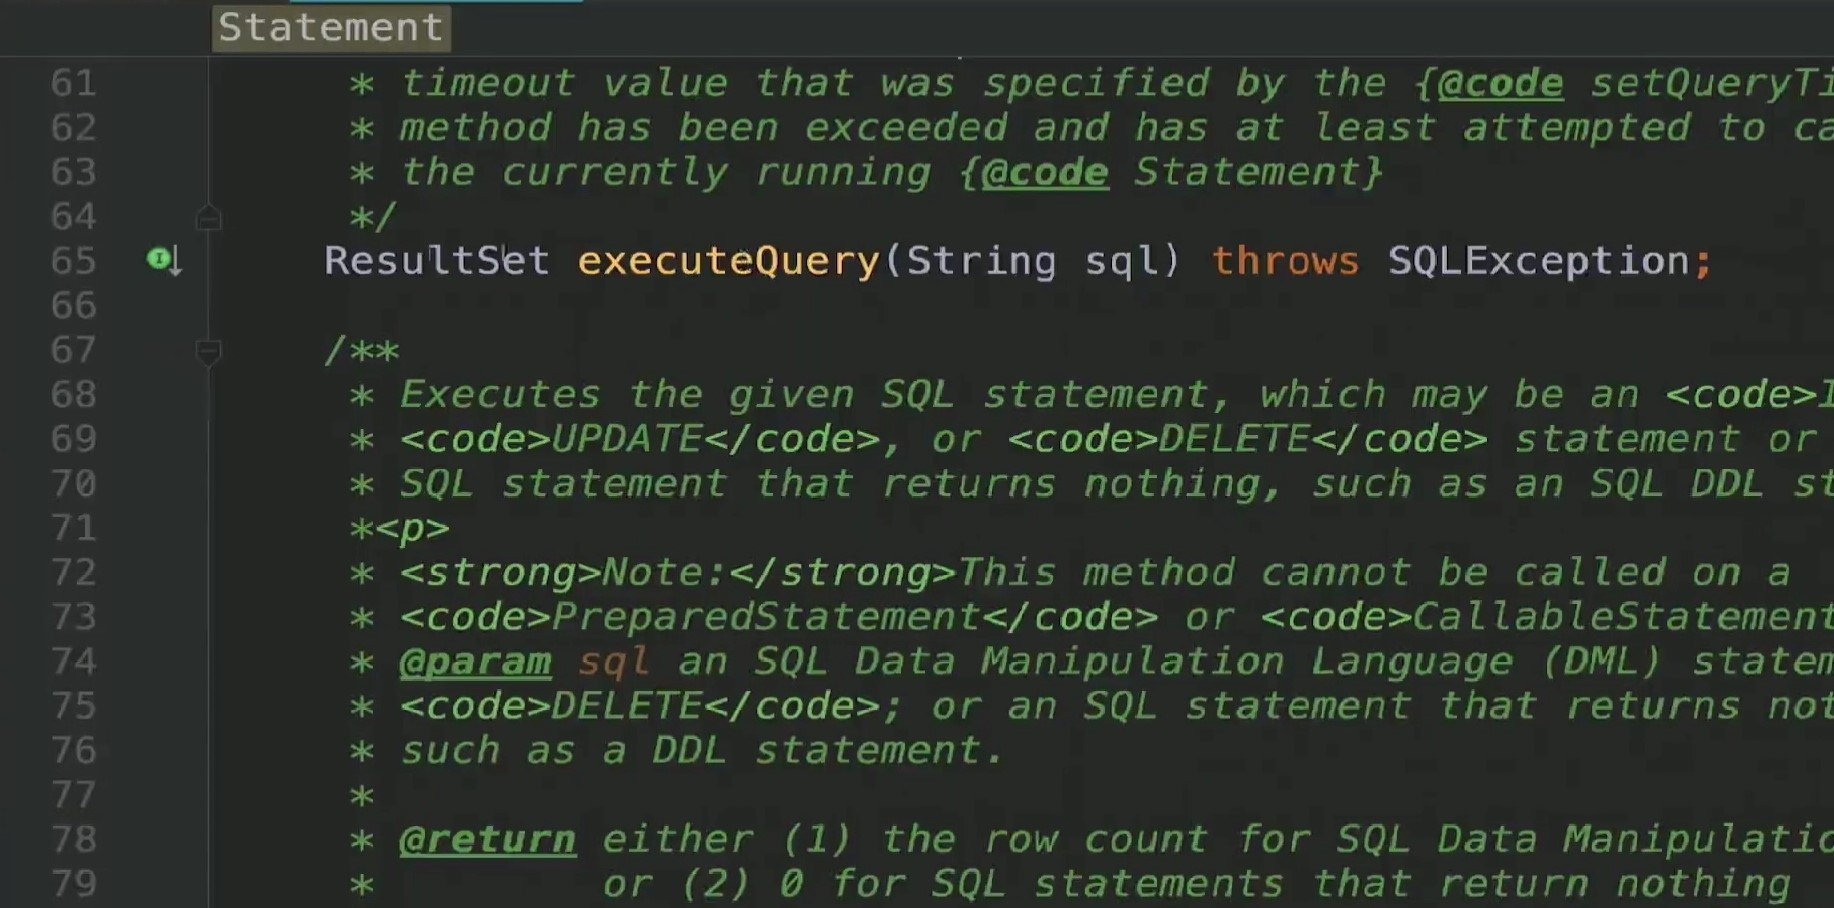 Statement
61 * timeout value that was specified by the {@code setQueryTi
62 * method has been exceeded and has at least attempted to ca
63 * the currently running {@code Statement}
64 */
65 ResultSet executeQuery(String sql) throws SQLException;
66
67 /**
68 * Executes the given SQL statement, which may be an <code>I
69 * <code>UPDATE</code>, or <code>DELETE</code> statement or
70 * SQL statement that returns nothing, such as an SQL DDL st
71 *<p>
72 * <strong>Note:</strong>This method cannot be called on a
73 * <code>PreparedStatement</code> or <code>CallableStatement
74 * @param sql an SQL Data Manipulation Language (DML) statem
75 * <code>DELETE</code>; or an SQL statement that returns not
76 * such as a DDL statement.
77 *
78 * @return either (1) the row count for SQL Data Manipulatio
79 * or (2) 0 for SQL statements that return nothing